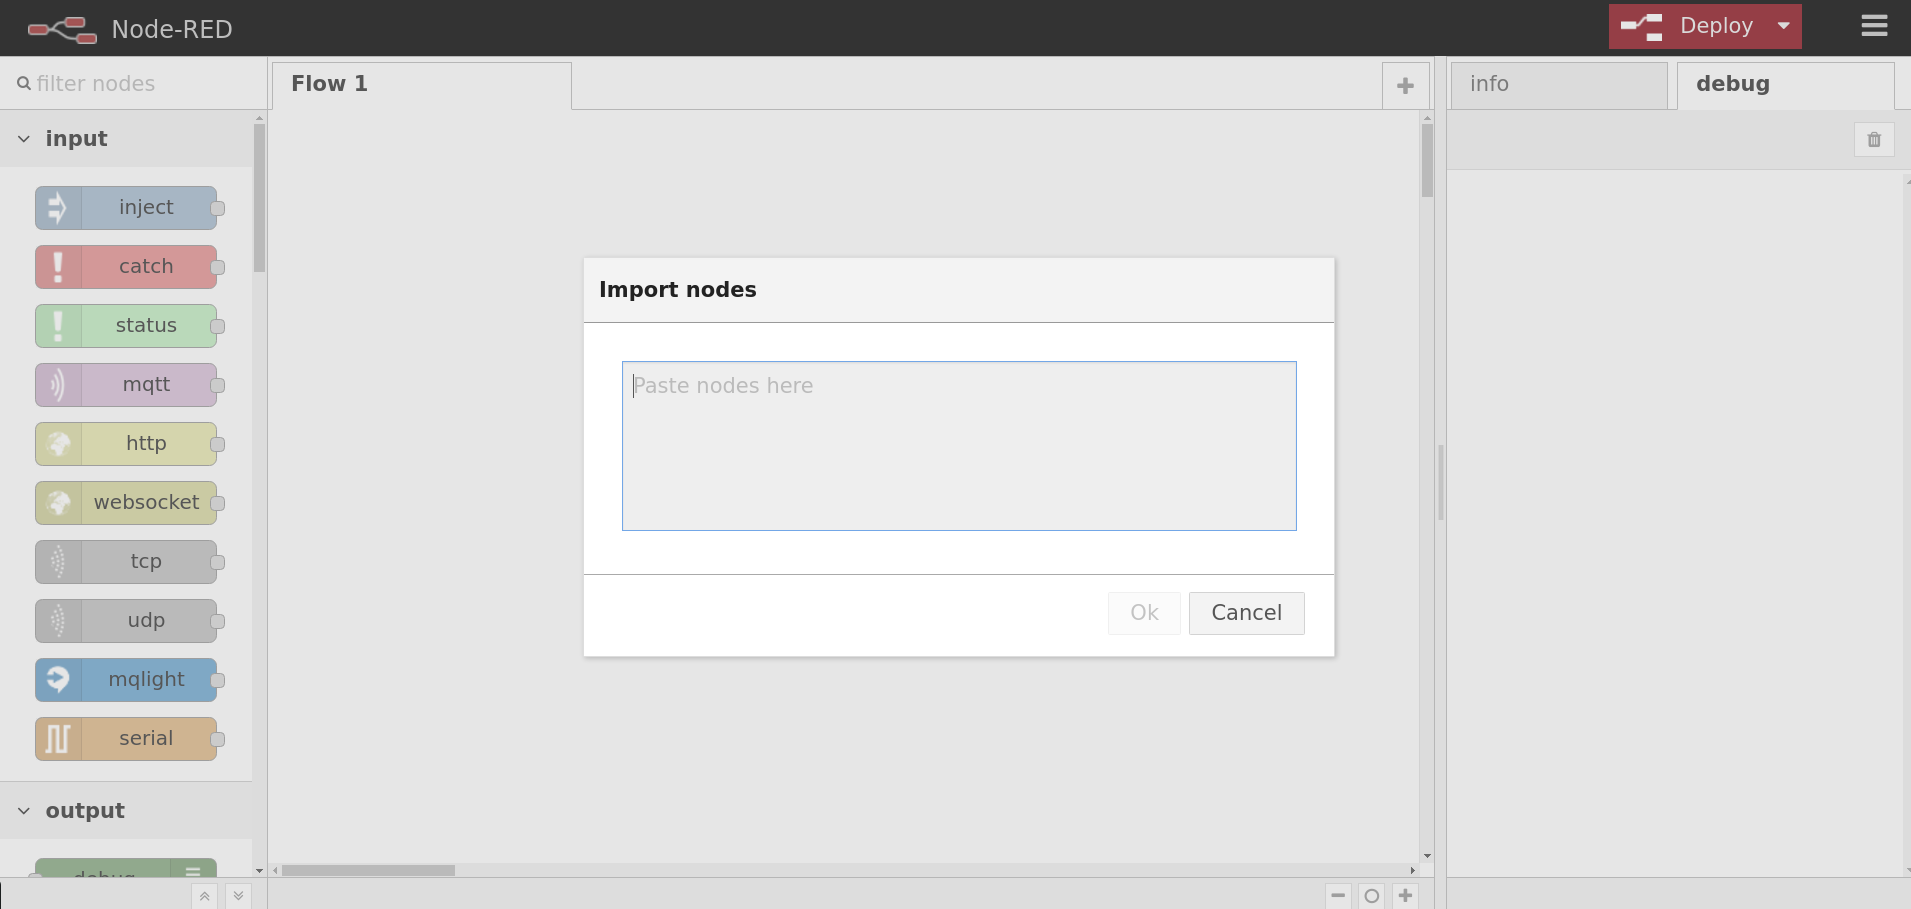 Node-RED
Deploy
filter nodes
Flow 1
info
debug
input
inject
catch
status
mqtt
http
websocket
tcp
udp
mqlight
serial
output
debug
Import nodes
Paste nodes here
Ok
Cancel